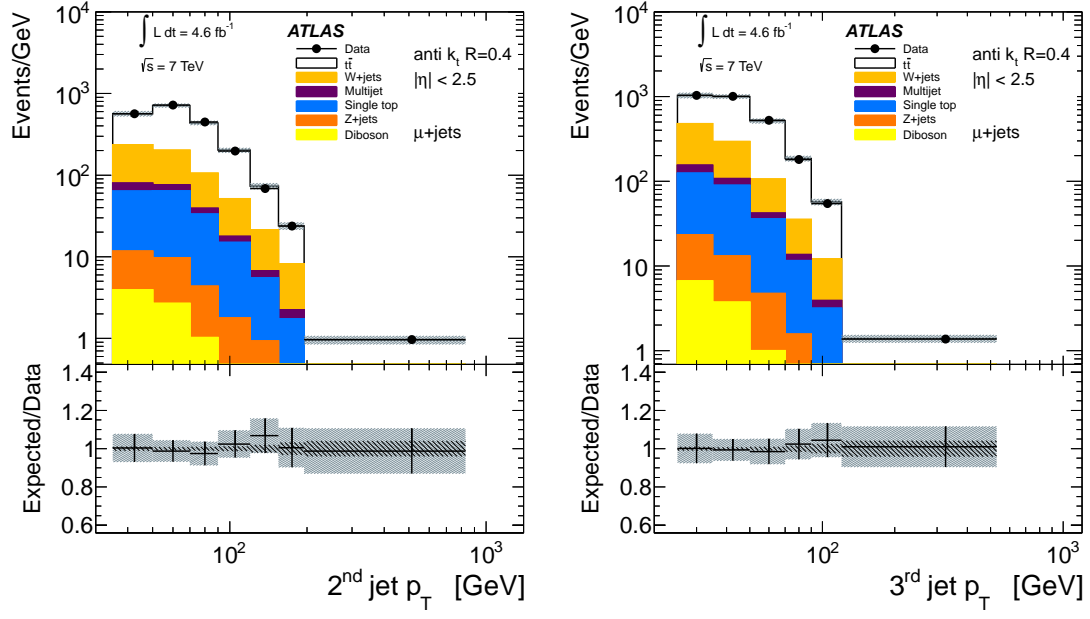 Events/GeV
10⁴
10³
10²
10
1
∫ L dt = 4.6 fb⁻¹
√s = 7 TeV
ATLAS
Data
tt̄
W+jets
Multijet
Single top
Z+jets
Diboson
anti kₜ R=0.4
|η| < 2.5
μ+jets
Expected/Data
1.4
1.2
1.0
0.8
0.6
10²
10³
2ⁿᵈ jet p_T [GeV]
Events/GeV
10⁴
10³
10²
10
1
∫ L dt = 4.6 fb⁻¹
√s = 7 TeV
ATLAS
Data
tt̄
W+jets
Multijet
Single top
Z+jets
Diboson
anti kₜ R=0.4
|η| < 2.5
μ+jets
Expected/Data
1.4
1.2
1.0
0.8
0.6
10²
10³
3ʳᵈ jet p_T [GeV]